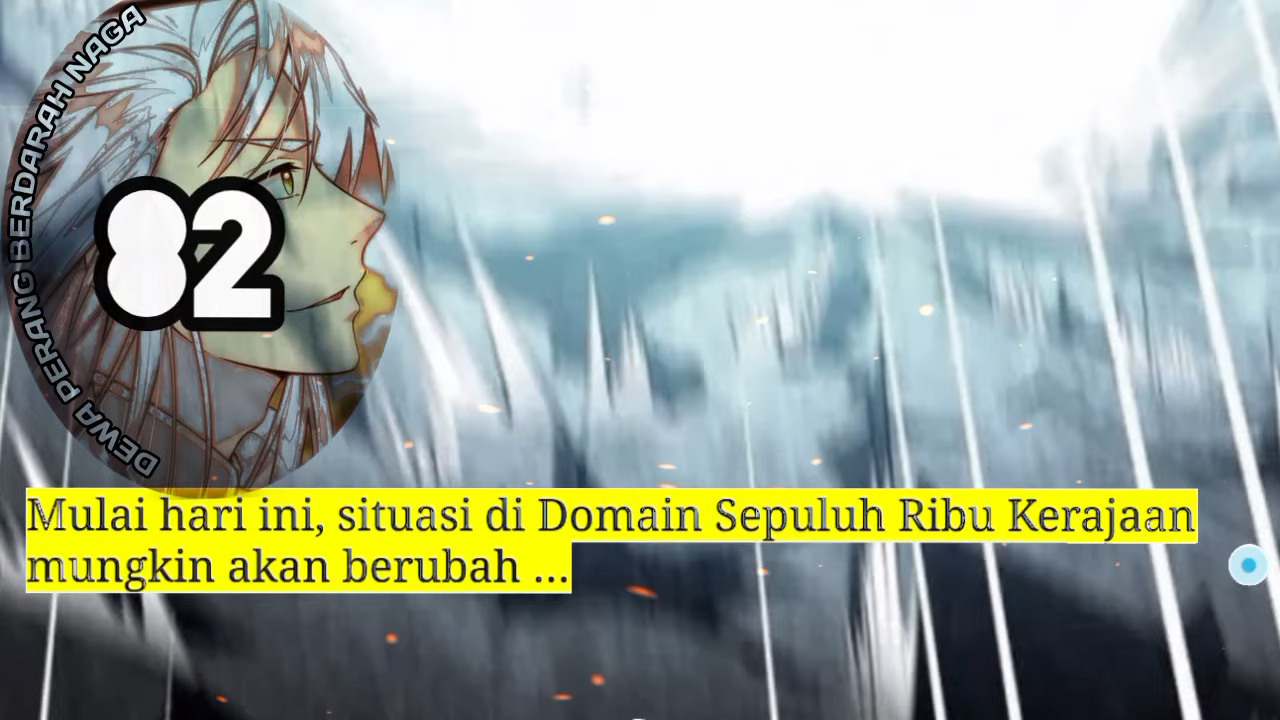 DEWA PERANG BERDARAH NAGA
82
Mulai hari ini, situasi di Domain Sepuluh Ribu Kerajaan
mungkin akan berubah ...